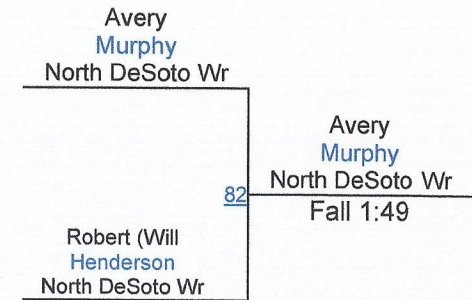 Avery
Murphy
North DeSoto Wr
Avery
Murphy
North DeSoto Wr
82
Fall 1:49
Robert (Will
Henderson
North DeSoto Wr